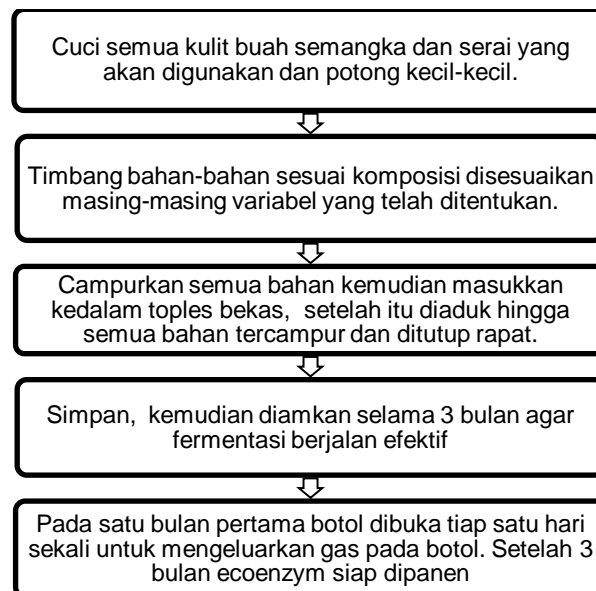 Cuci semua kulit buah semangka dan serai yang
akan digunakan dan potong kecil-kecil.
Timbang bahan-bahan sesuai komposisi disesuaikan
masing-masing variabel yang telah ditentukan.
Campurkan semua bahan kemudian masukkan
kedalam toples bekas, setelah itu diaduk hingga
semua bahan tercampur dan ditutup rapat.
Simpan, kemudian diamkan selama 3 bulan agar
fermentasi berjalan efektif
Pada satu bulan pertama botol dibuka tiap satu hari
sekali untuk mengeluarkan gas pada botol. Setelah 3
bulan ecoenzym siap dipanen